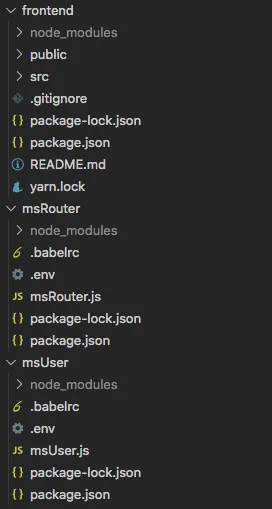 frontend
node_modules
public
src
.gitignore
package-lock.json
package.json
README.md
yarn.lock
msRouter
node_modules
.babelrc
.env
JS msRouter.js
package-lock.json
package.json
msUser
node_modules
.babelrc
.env
JS msUser.js
package-lock.json
package.json